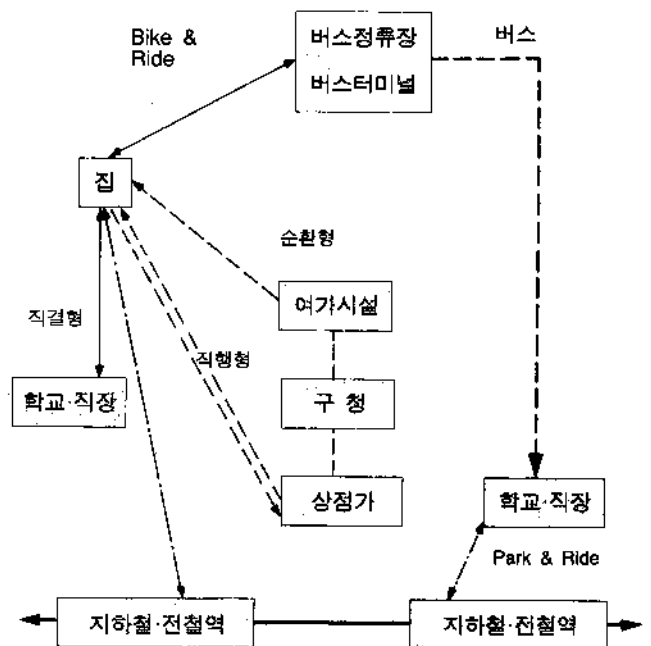 Bike &
Ride
버스정류장
버스터미널
버스
집
순환형
여가시설
직결형
직행형
학교·직장
구 청
상점가
학교·직장
Park & Ride
지하철·전철역
지하철·전철역